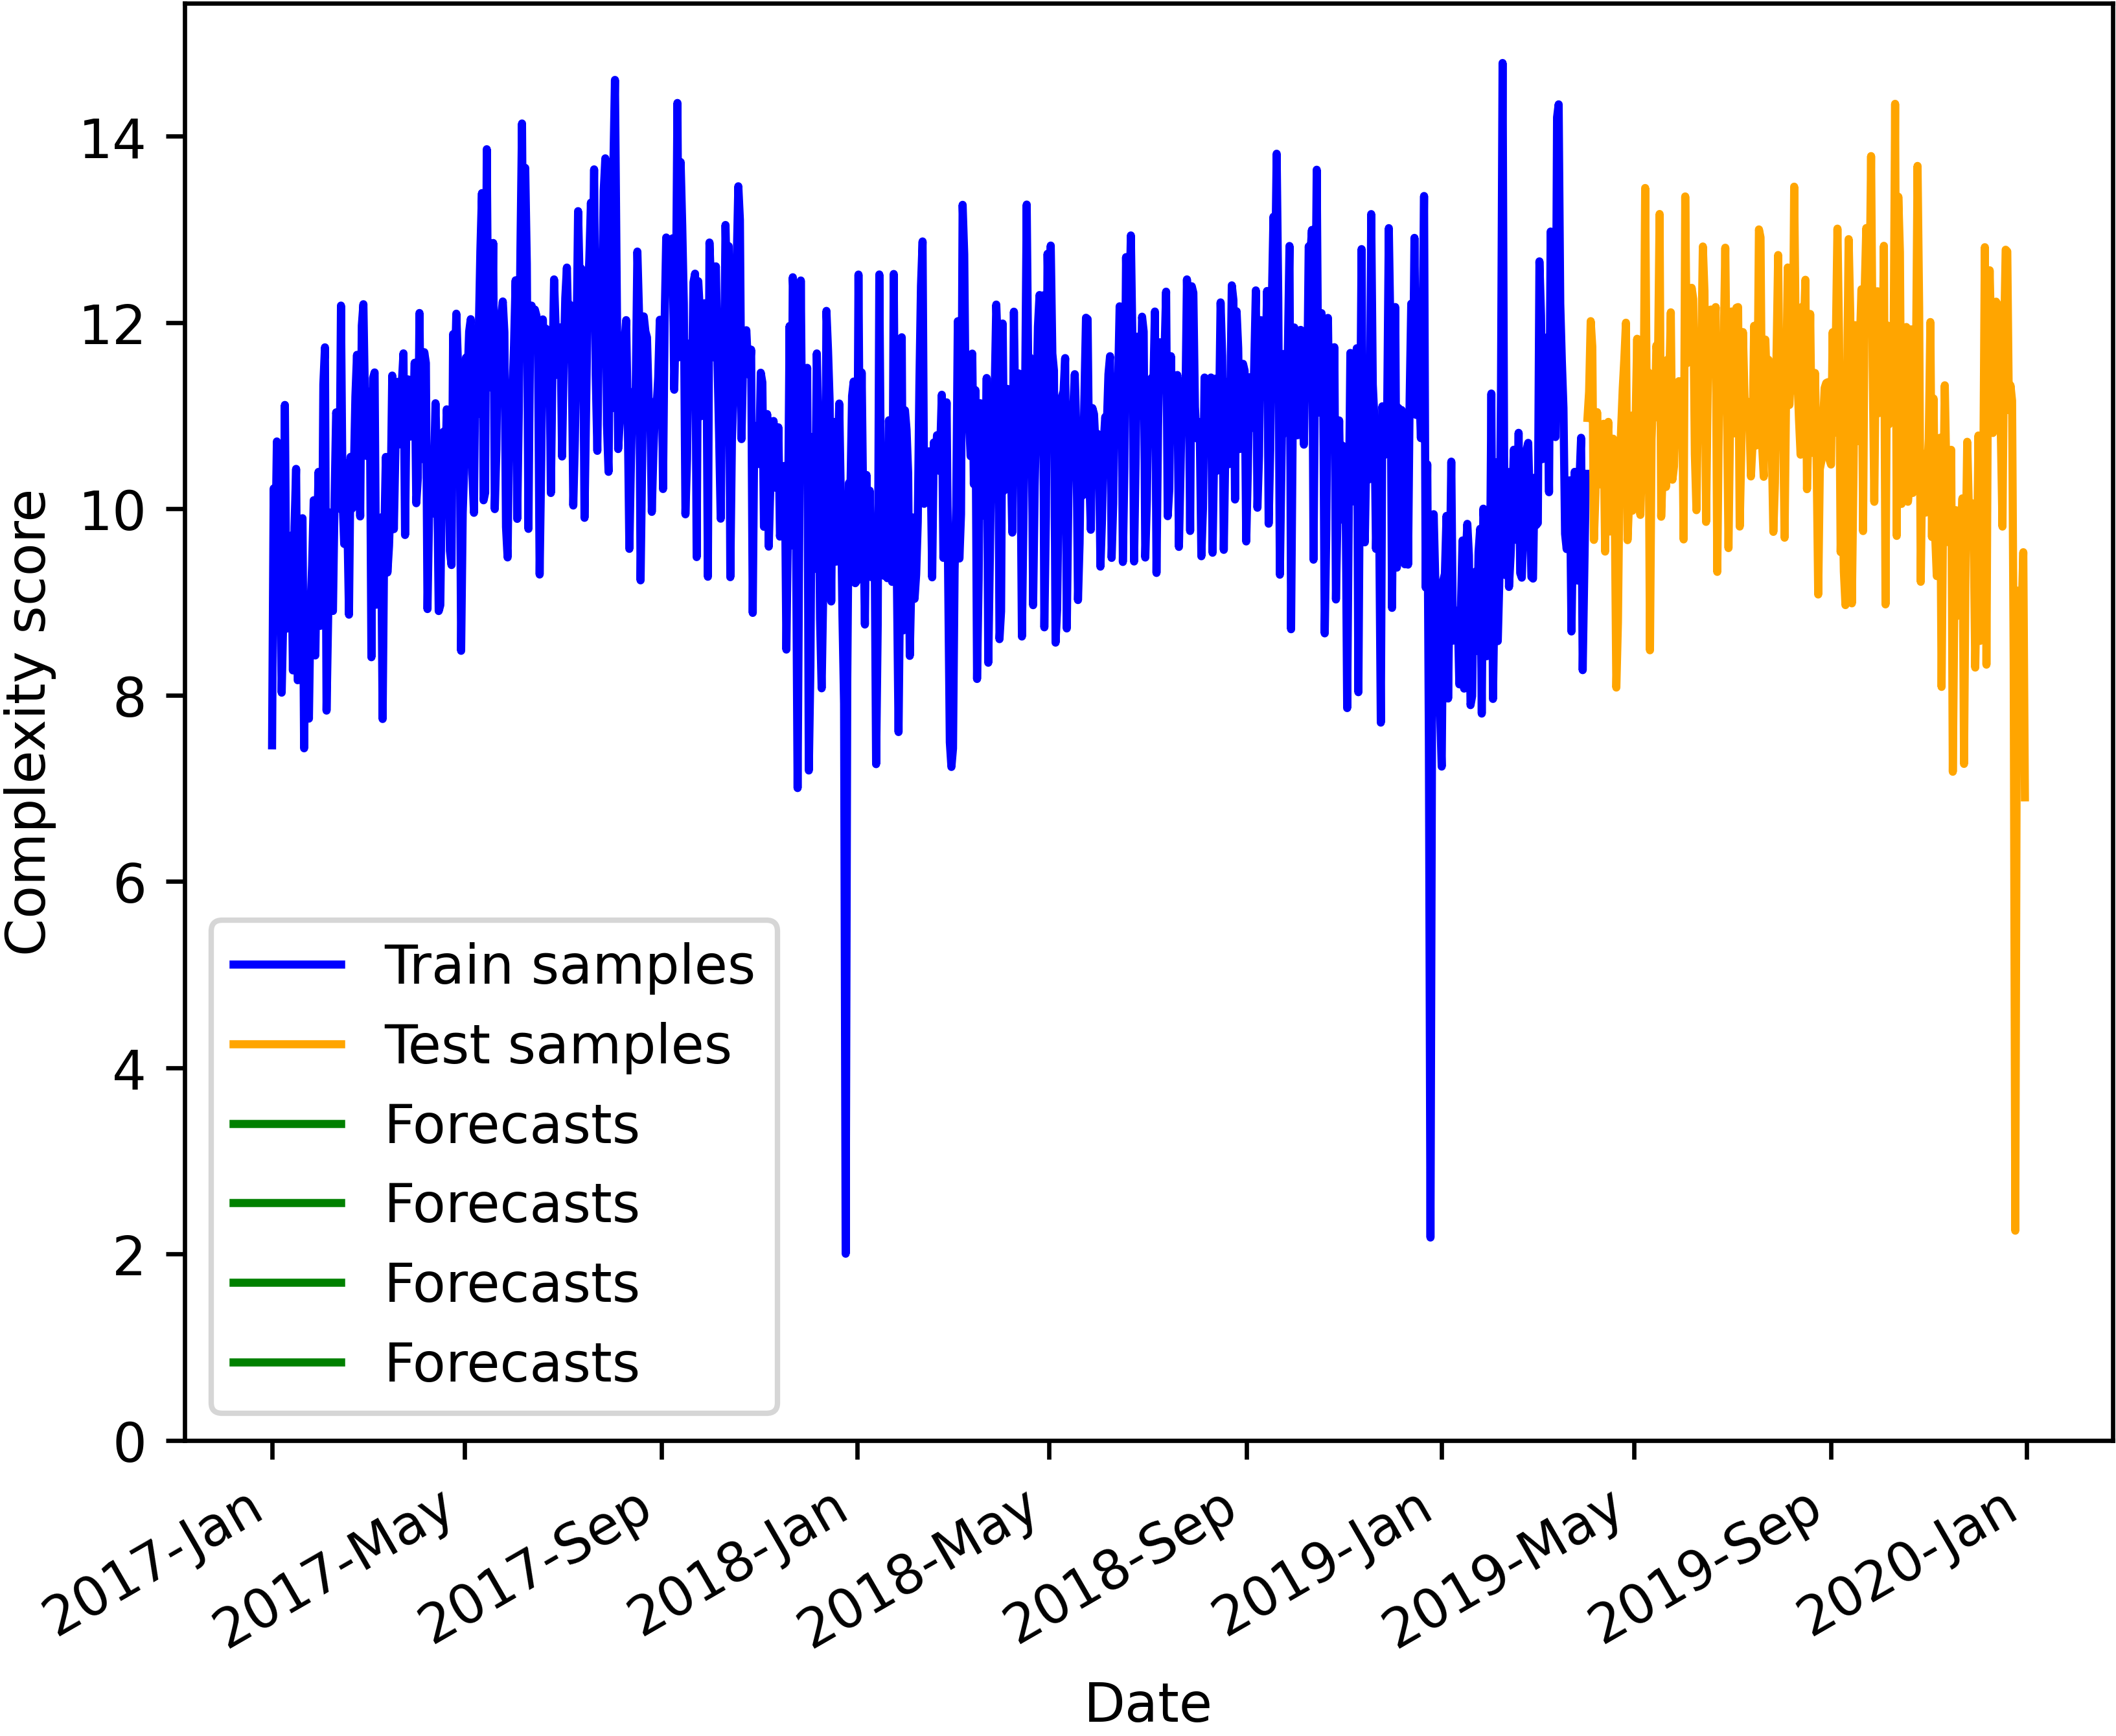 Complexity score
14
12
10
8
6
4
2
0
Train samples
Test samples
Forecasts
Forecasts
Forecasts
Forecasts
2017-Jan
2017-May
2017-Sep
2018-Jan
2018-May
2018-Sep
2019-Jan
2019-May
2019-Sep
2020-Jan
Date